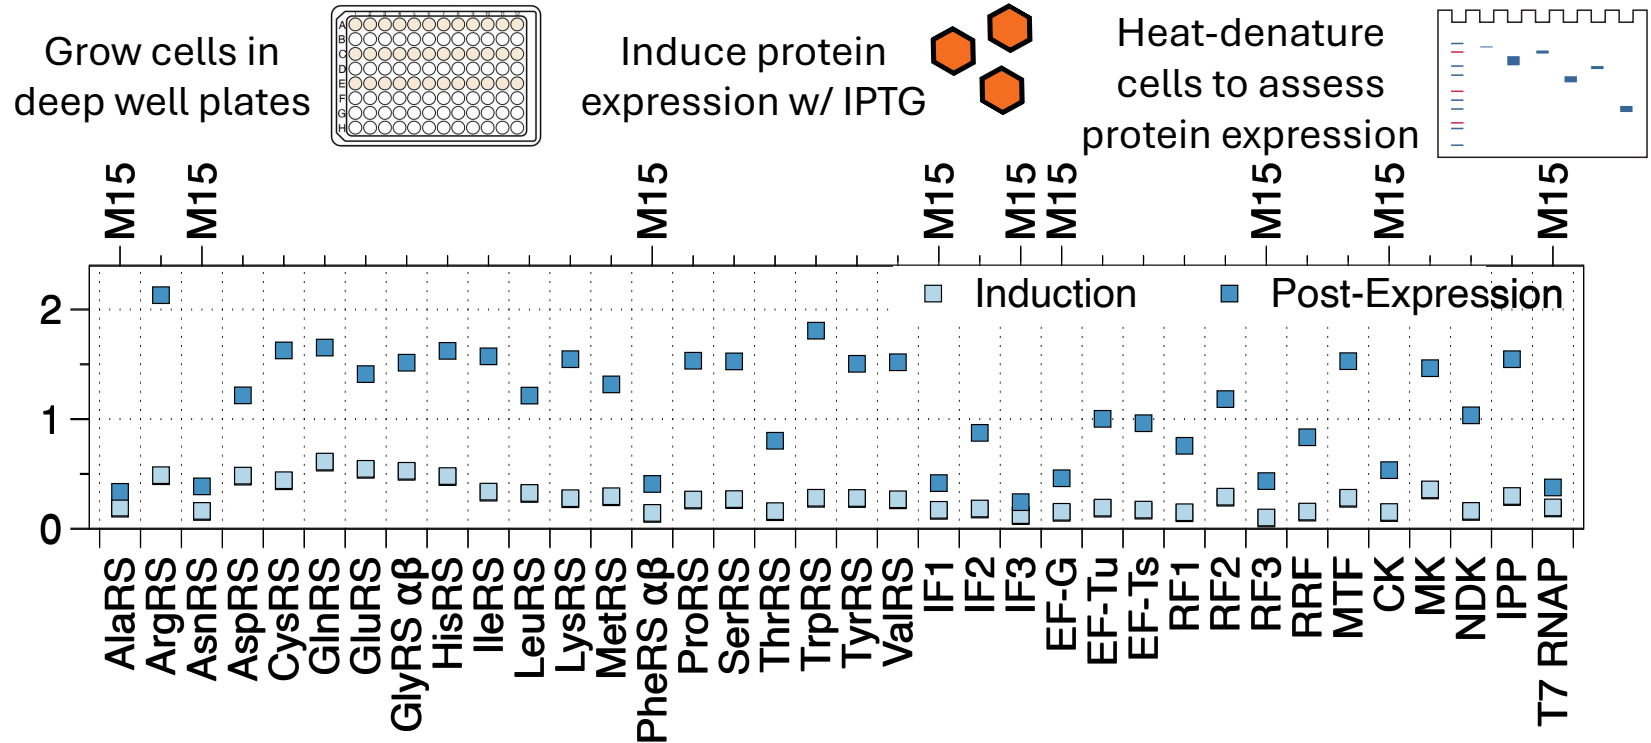 Grow cells in
deep well plates
A
B
C
D
E
F
G
H
Induce protein
expression w/ IPTG
Heat-denature
cells to assess
protein expression
M15
M15
M15
M15
M15
M15
M15
M15
M15
Induction
Post-Expression
2
1
0
AlaRS
ArgRS
AsnRS
AspRS
CysRS
GlnRS
GluRS
GlyRS αβ
HisRS
IleRS
LeuRS
LysRS
MetRS
PheRS αβ
ProRS
SerRS
ThrRS
TrpRS
TyrRS
ValRS
IF1
IF2
IF3
EF-G
EF-Tu
EF-Ts
RF1
RF2
RF3
RRF
MTF
CK
MK
NDK
IPP
T7 RNAP